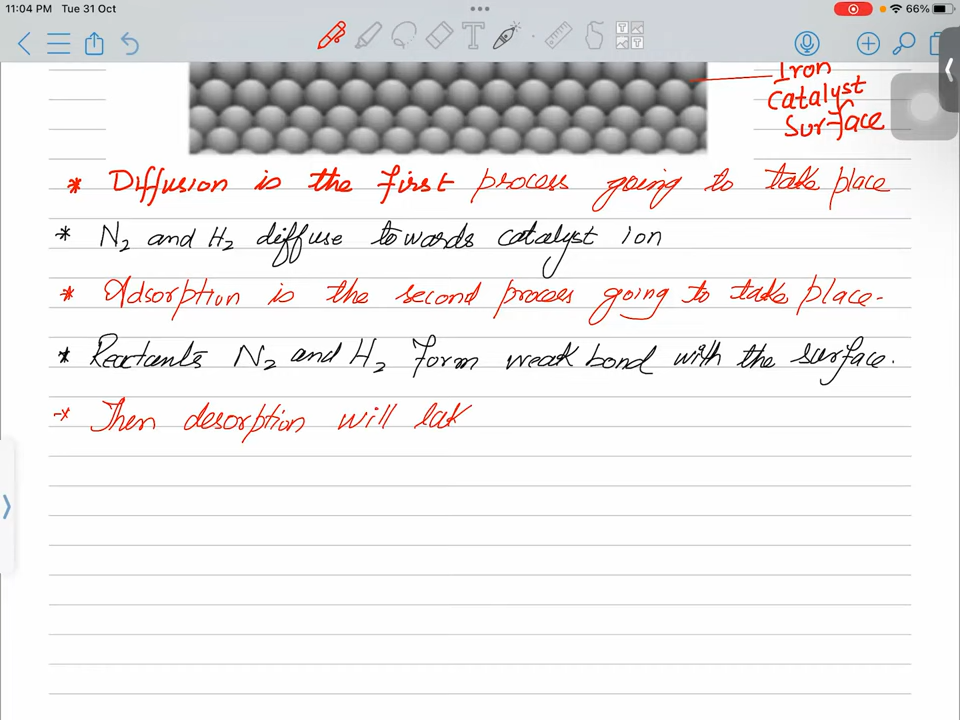 11:04 PM Tue 31 Oct
66%
Iron
Catalyst
Surface
* Diffusion is the first process going to take place
* N₂ and H₂ diffuse towards catalyst ion
* Adsorption is the second process going to take place.
* Reactants N₂ and H₂ form weak bond with the surface.
* Then desorption will tak